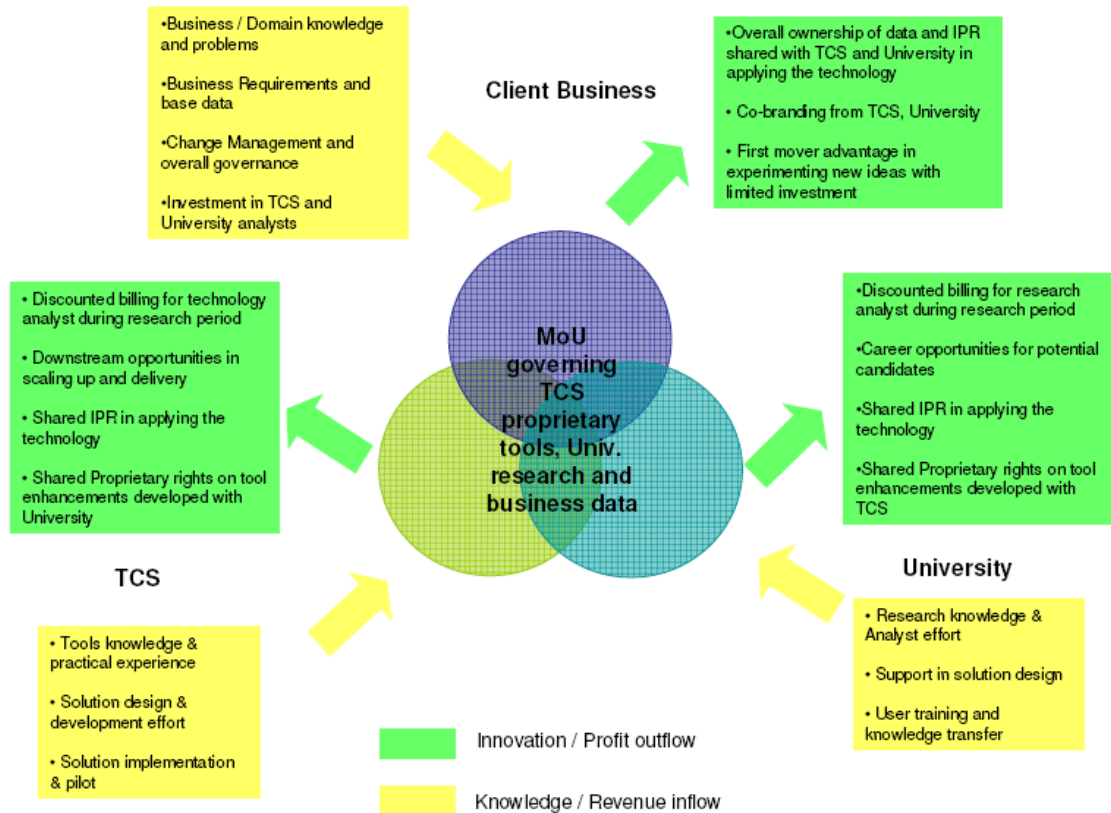 •Business / Domain knowledge
and problems
•Business Requirements and
base data
•Change Management and
overall governance
•Investment in TCS and
University analysts
Client Business
•Overall ownership of data and IPR
shared with TCS and University in
applying the technology
• Co-branding from TCS, University
• First mover advantage in
experimenting new ideas with
limited investment
• Discounted billing for technology
analyst during research period
• Downstream opportunities in
scaling up and delivery
• Shared IPR in applying the
technology
• Shared Proprietary rights on tool
enhancements developed with
University
MoU
governing
TCS
proprietary
tools, Univ.
research and
business data
•Discounted billing for research
analyst during research period
•Career opportunities for potential
candidates
•Shared IPR in applying the
technology
•Shared Proprietary rights on tool
enhancements developed with
TCS
TCS
University
• Tools knowledge &
practical experience
• Solution design &
development effort
• Solution implementation
& pilot
• Research knowledge &
Analyst effort
• Support in solution design
• User training and
knowledge transfer
Innovation / Profit outflow
Knowledge / Revenue inflow